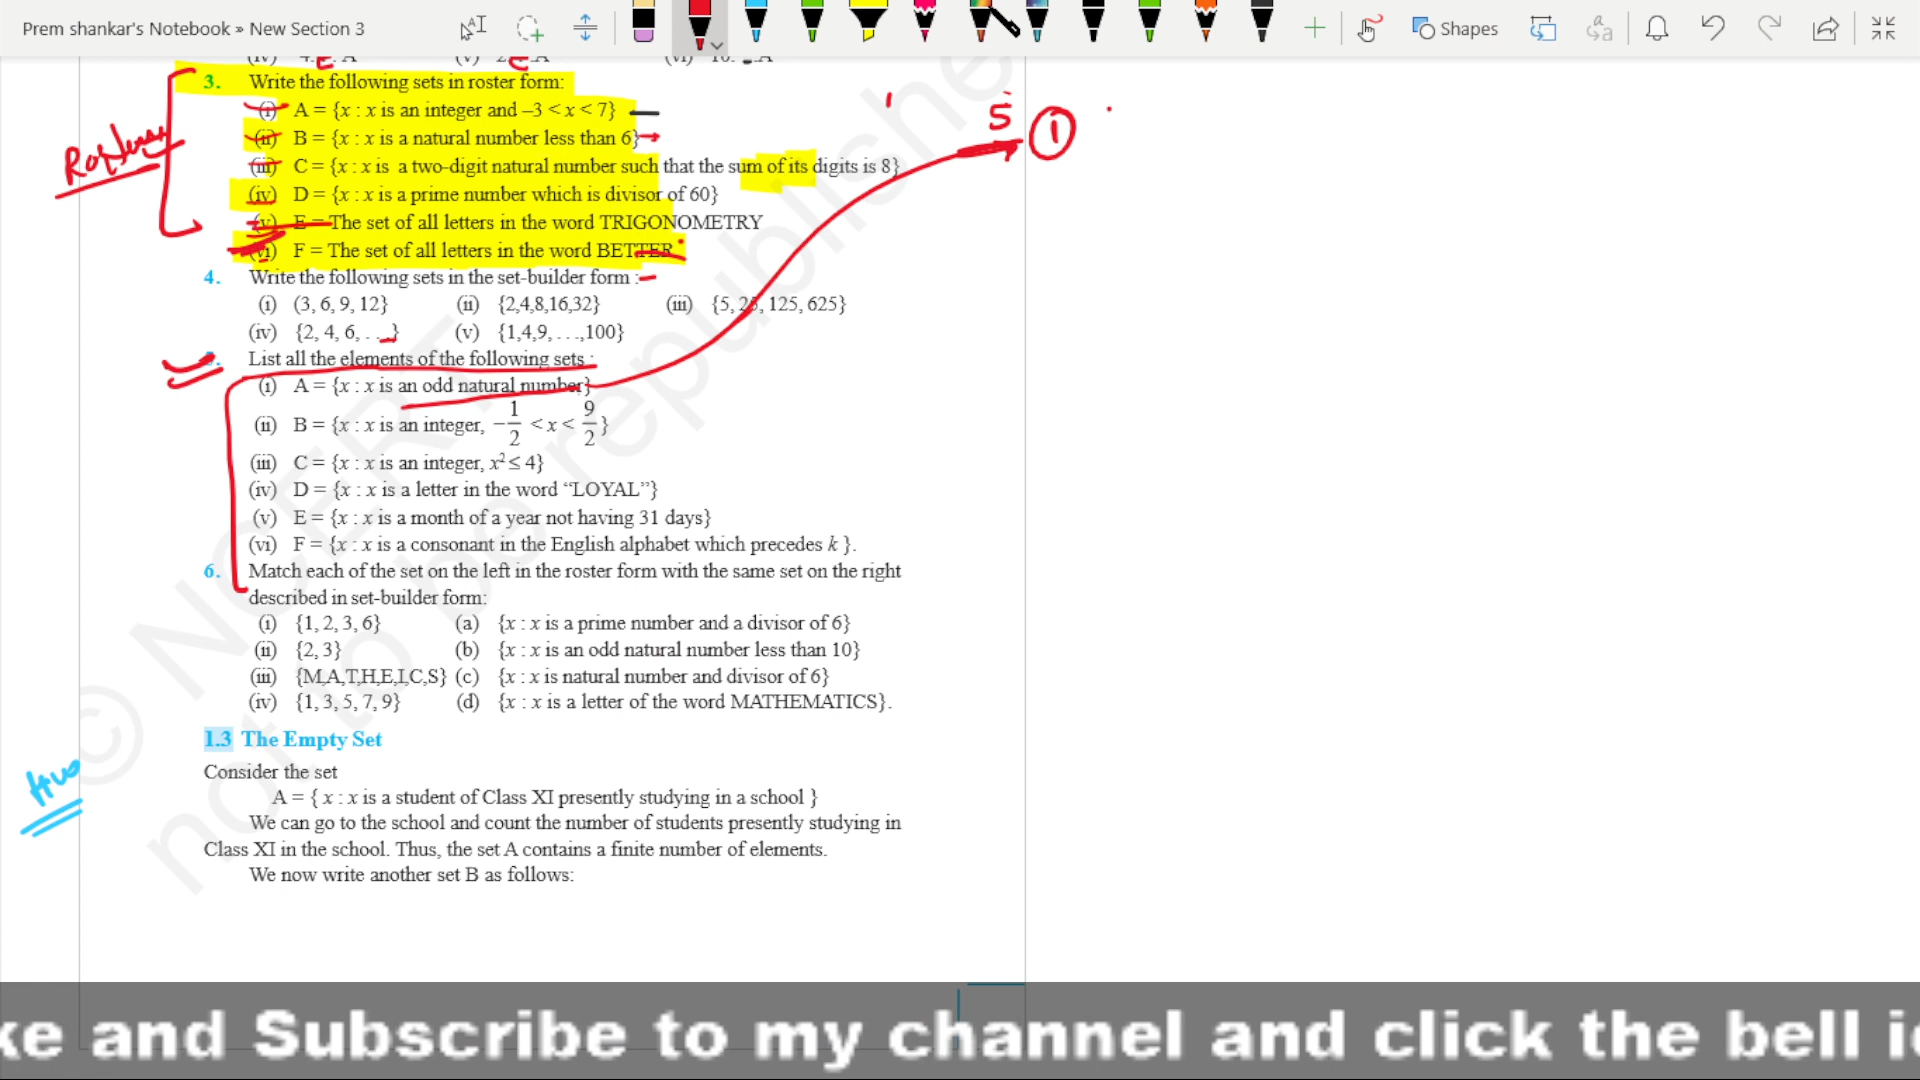 Prem shankar's Notebook » New Section 3
Shapes
3. Write the following sets in roster form:
(i) A = {x : x is an integer and –3 < x < 7}
(ii) B = {x : x is a natural number less than 6}
(iii) C = {x : x is a two-digit natural number such that the sum of its digits is 8}
(iv) D = {x : x is a prime number which is divisor of 60}
(v) E = The set of all letters in the word TRIGONOMETRY
(vi) F = The set of all letters in the word BETTER
5 ①
4. Write the following sets in the set-builder form :
(i) (3, 6, 9, 12} (ii) {2,4,8,16,32} (iii) {5, 25, 125, 625}
(iv) {2, 4, 6, . . .} (v) {1,4,9, . . .,100}
List all the elements of the following sets :
(i) A = {x : x is an odd natural number}
(ii) B = {x : x is an integer, –1/2 < x < 9/2}
(iii) C = {x : x is an integer, x² ≤ 4}
(iv) D = {x : x is a letter in the word “LOYAL”}
(v) E = {x : x is a month of a year not having 31 days}
(vi) F = {x : x is a consonant in the English alphabet which precedes k }.
6. Match each of the set on the left in the roster form with the same set on the right
described in set-builder form:
(i) {1, 2, 3, 6} (a) {x : x is a prime number and a divisor of 6}
(ii) {2, 3} (b) {x : x is an odd natural number less than 10}
(iii) {M,A,T,H,E,I,C,S} (c) {x : x is natural number and divisor of 6}
(iv) {1, 3, 5, 7, 9} (d) {x : x is a letter of the word MATHEMATICS}.
1.3 The Empty Set
Consider the set
A = { x : x is a student of Class XI presently studying in a school }
We can go to the school and count the number of students presently studying in
Class XI in the school. Thus, the set A contains a finite number of elements.
We now write another set B as follows:
© NCERT
not to be republishe
ke and Subscribe to my channel and click the bell ic